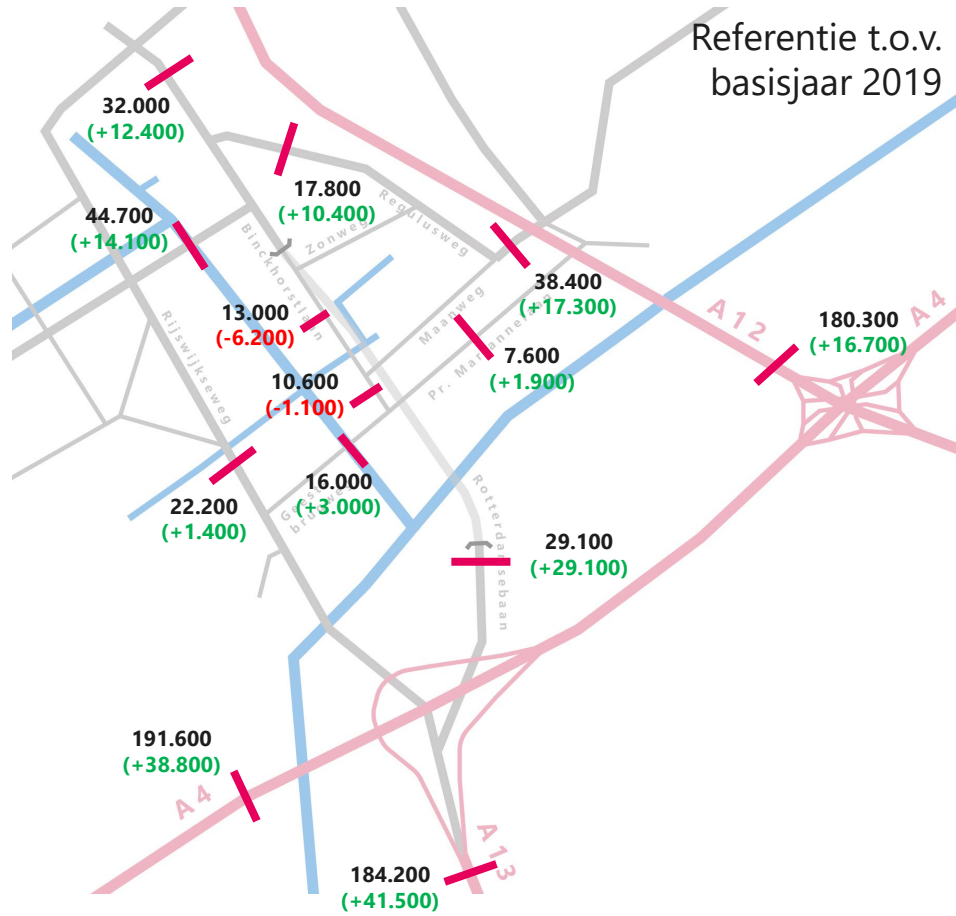 Referentie t.o.v.
basisjaar 2019
32.000
(+12.400)
17.800
(+10.400)
44.700
(+14.100)
Regulusweg
Zonweg
Binckhorstlaan
38.400
(+17.300)
A12
A4
180.300
(+16.700)
13.000
(-6.200)
Maanweg
7.600
(+1.900)
Rijswijkseweg
10.600
(-1.100)
22.200
(+1.400)
16.000
(+3.000)
Rotterdamsebaan
29.100
(+29.100)
191.600
(+38.800)
A4
A13
184.200
(+41.500)